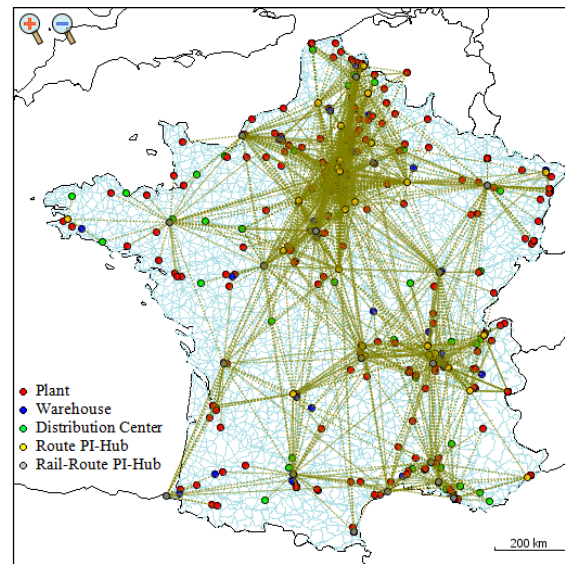 Plant
Warehouse
Distribution Center
Route PI-Hub
Rail-Route PI-Hub
200 km